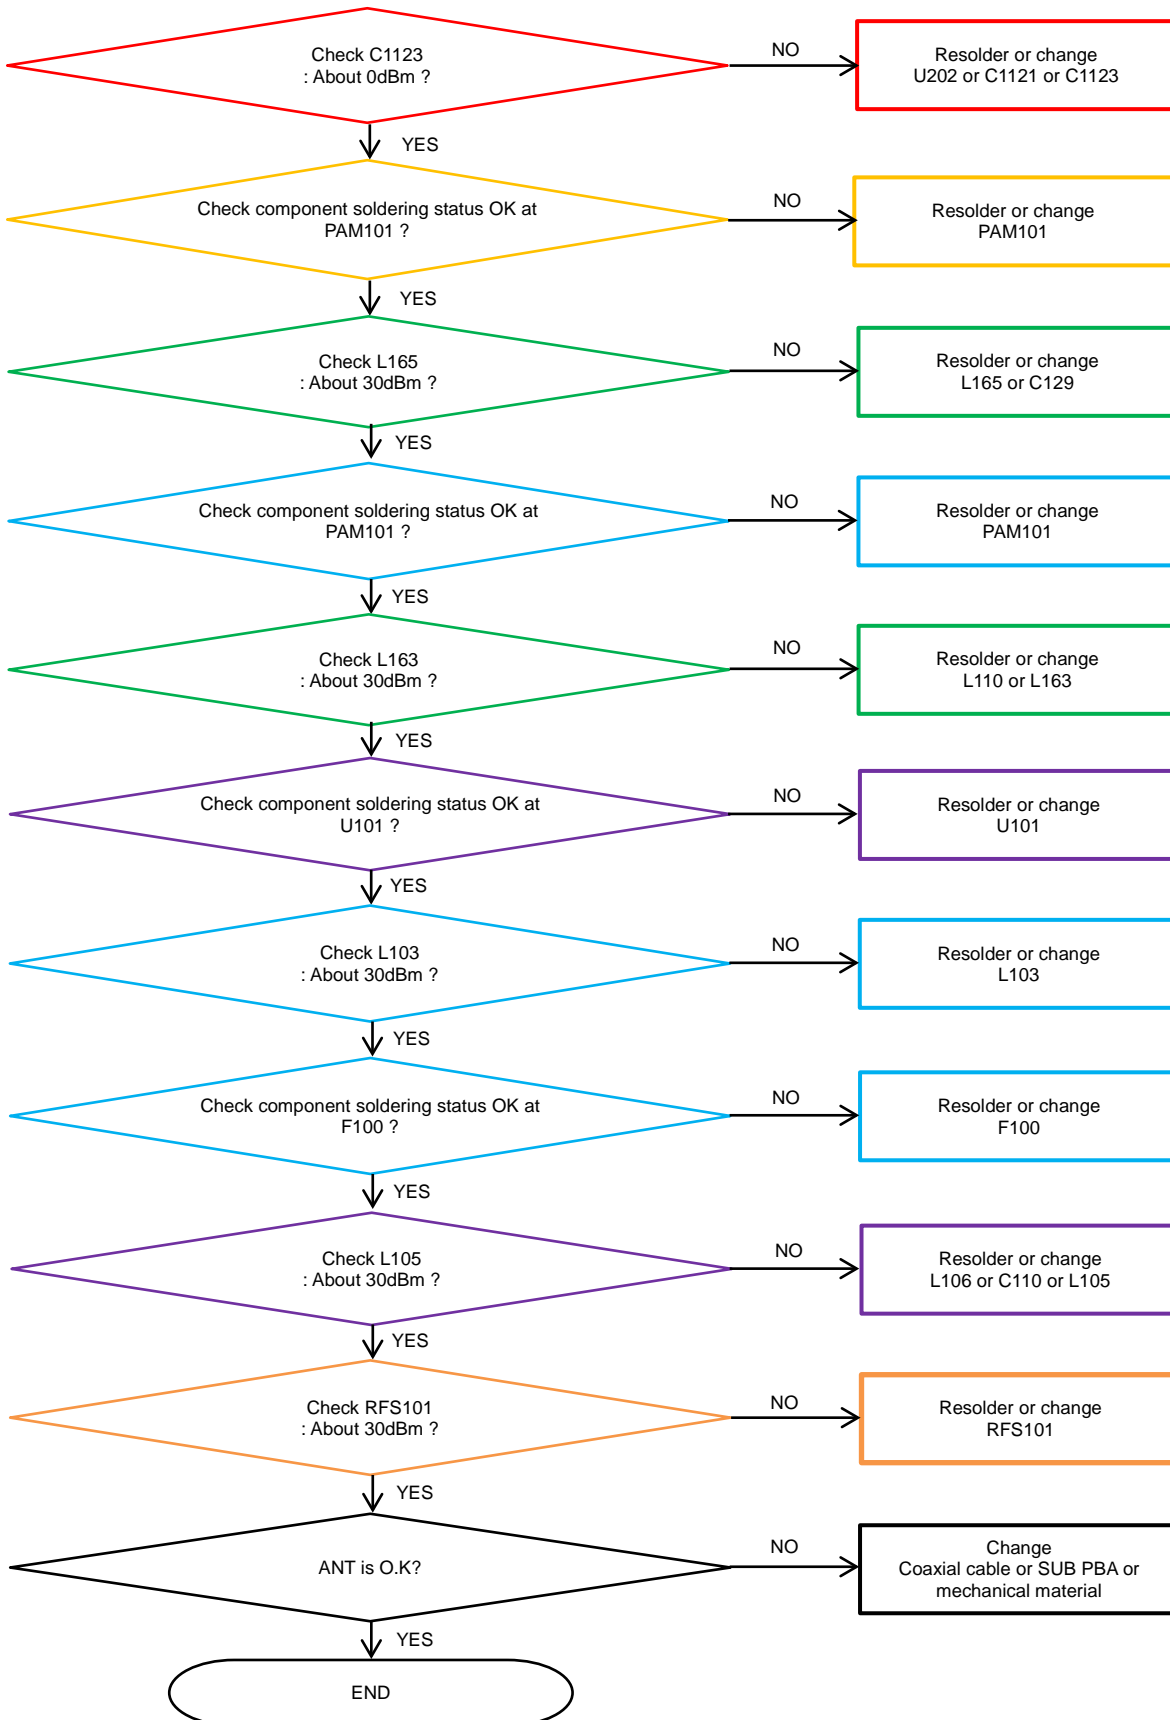 Check C1123
: About 0dBm ?
NO
Resolder or change
U202 or C1121 or C1123
YES
Check component soldering status OK at
PAM101 ?
NO
Resolder or change
PAM101
YES
Check L165
: About 30dBm ?
NO
Resolder or change
L165 or C129
YES
Check component soldering status OK at
PAM101 ?
NO
Resolder or change
PAM101
YES
Check L163
: About 30dBm ?
NO
Resolder or change
L110 or L163
YES
Check component soldering status OK at
U101 ?
NO
Resolder or change
U101
YES
Check L103
: About 30dBm ?
NO
Resolder or change
L103
YES
Check component soldering status OK at
F100 ?
NO
Resolder or change
F100
YES
Check L105
: About 30dBm ?
NO
Resolder or change
L106 or C110 or L105
YES
Check RFS101
: About 30dBm ?
NO
Resolder or change
RFS101
YES
ANT is O.K?
NO
Change
Coaxial cable or SUB PBA or
mechanical material
YES
END